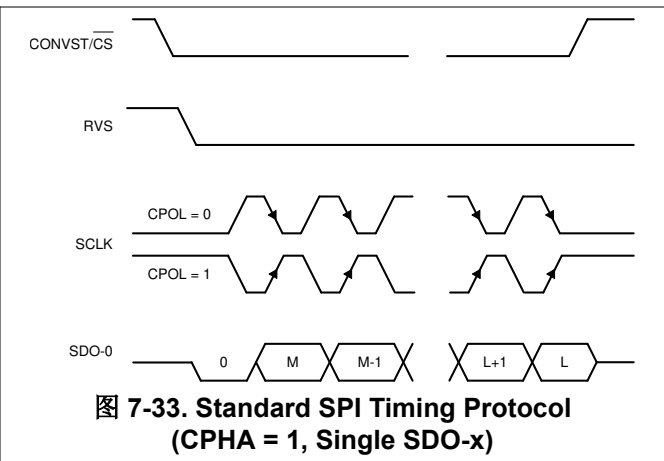 CONVST/CS
RVS
CPOL = 0
SCLK
CPOL = 1
SDO-0 0 M M-1 L+1 L
图 7-33. Standard SPI Timing Protocol
(CPHA = 1, Single SDO-x)